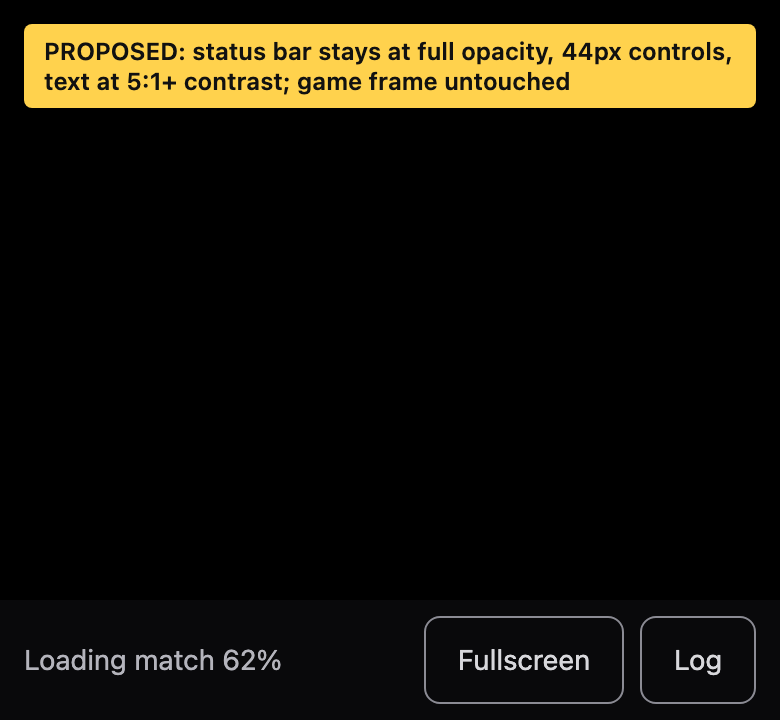 PROPOSED: status bar stays at full opacity, 44px controls,
text at 5:1+ contrast; game frame untouched
Loading match 62%
Fullscreen
Log